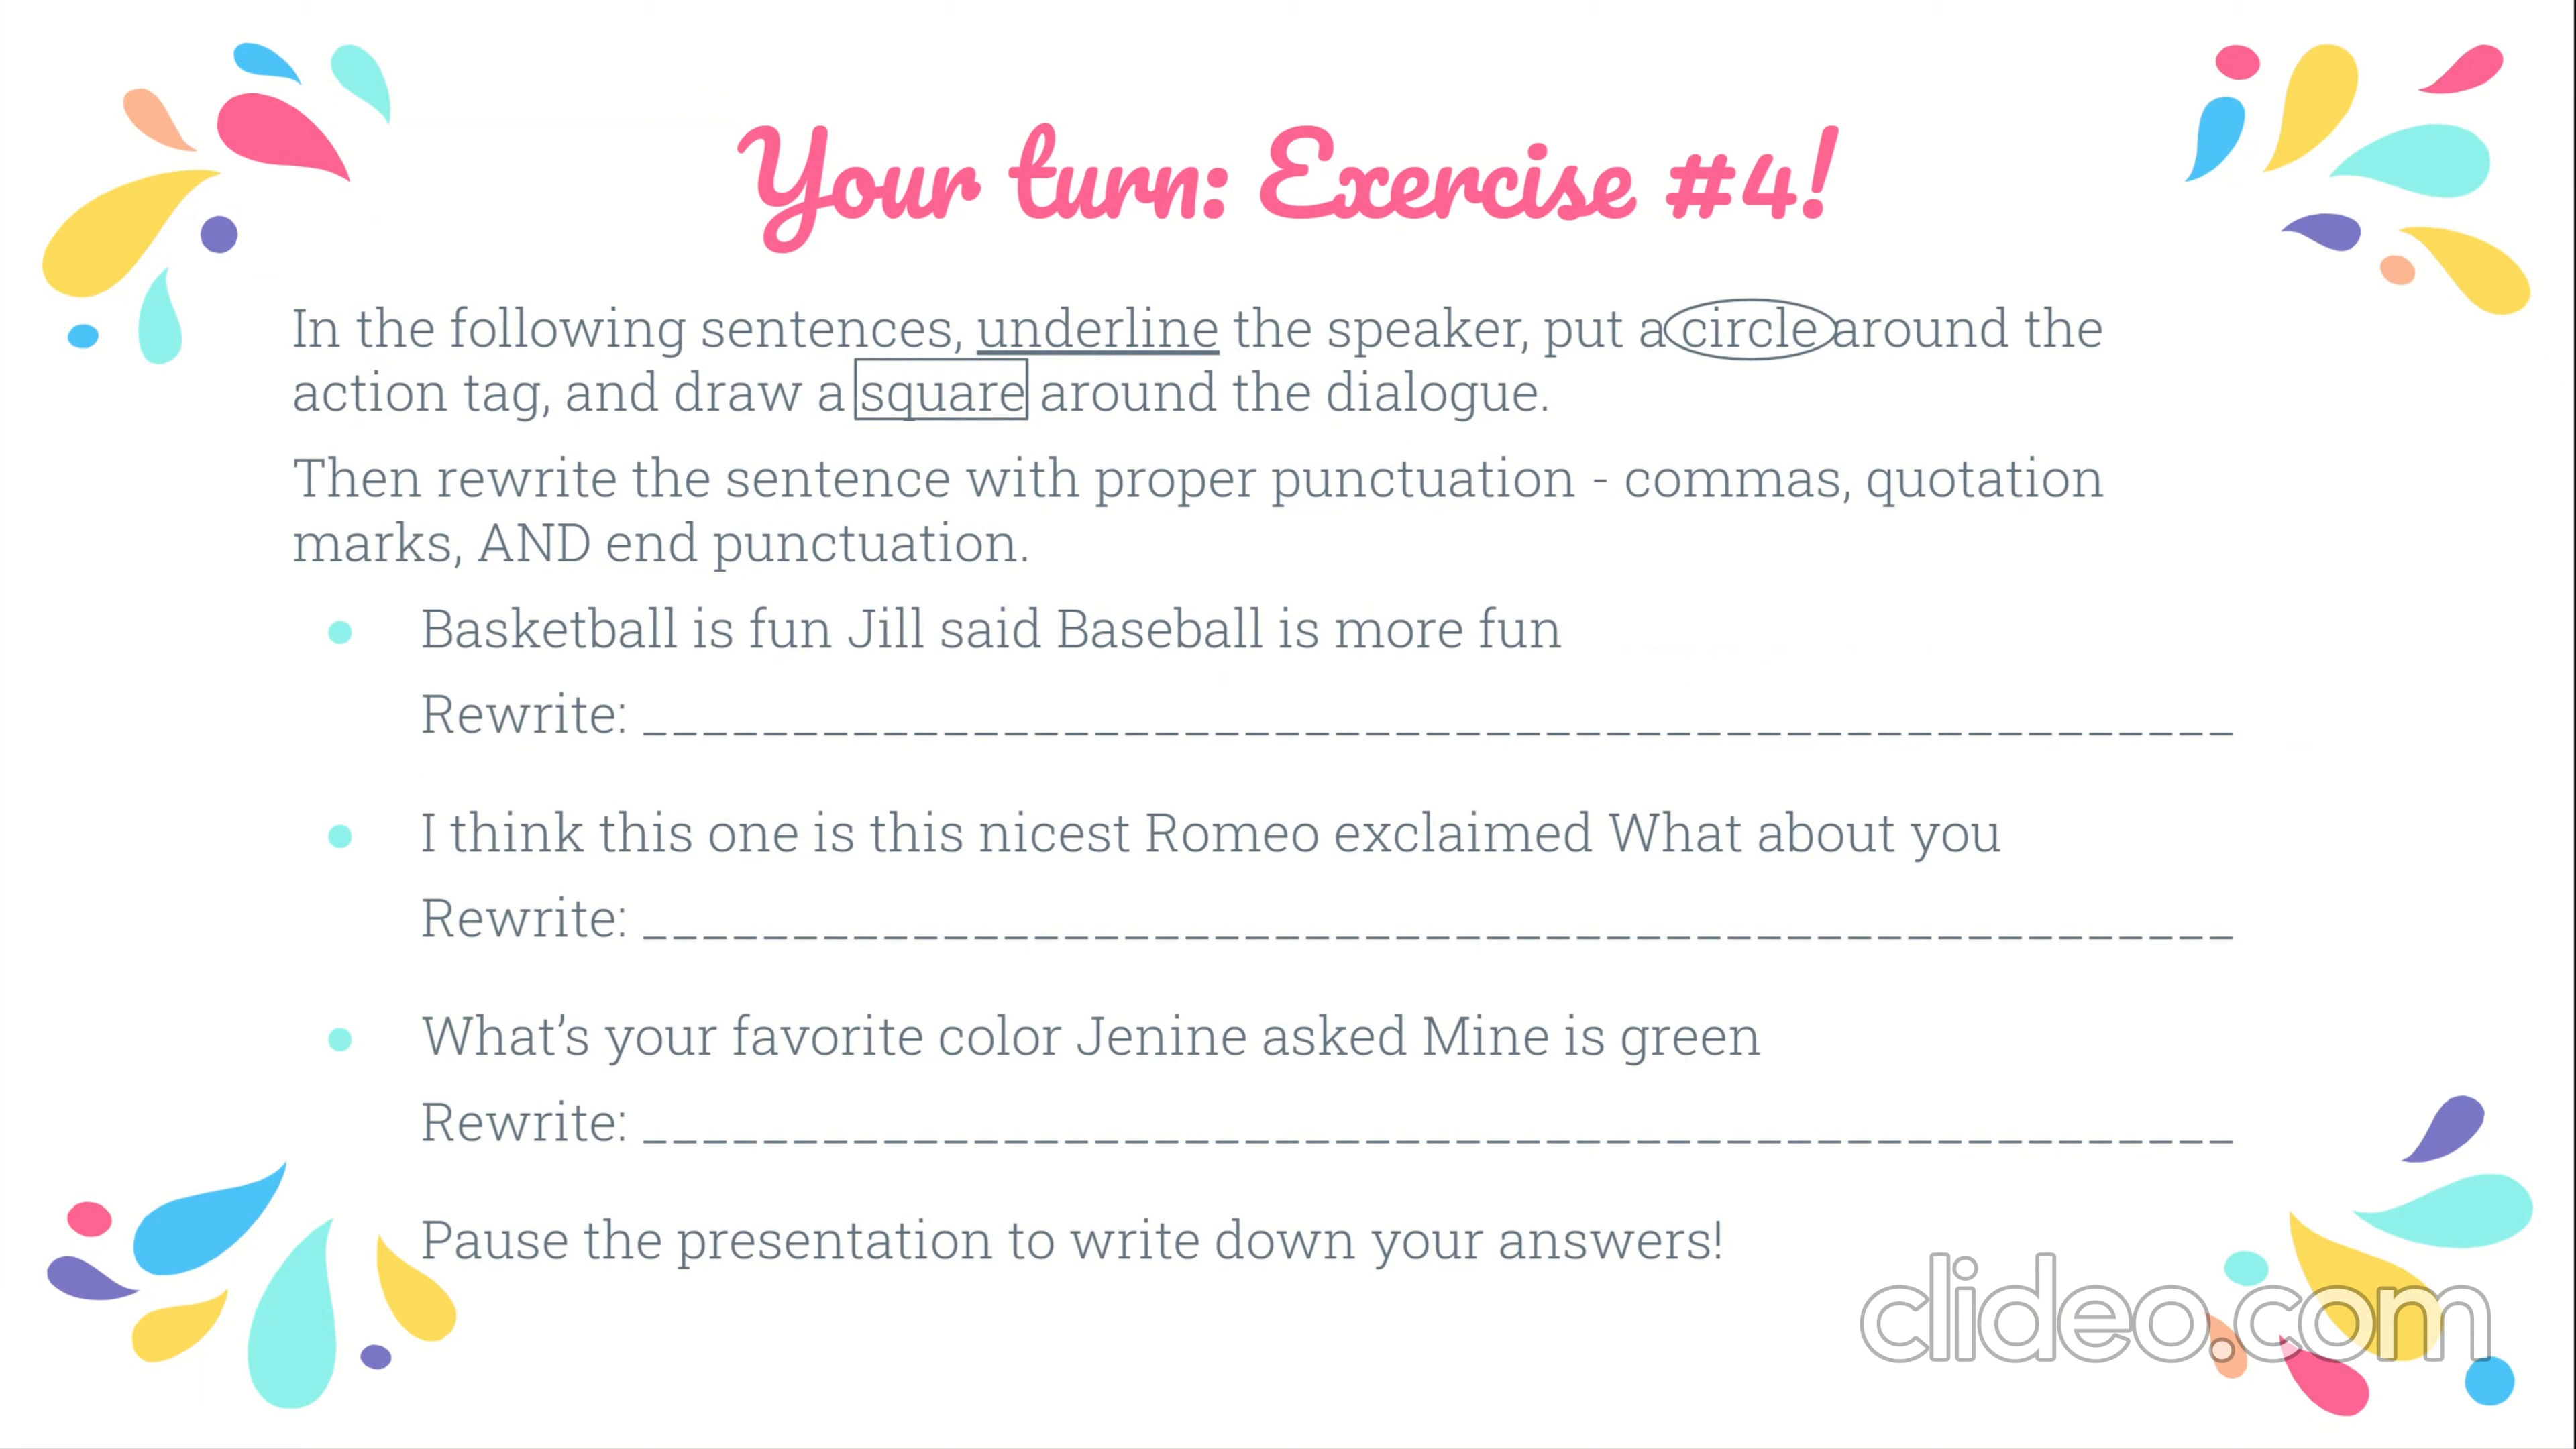 Your turn: Exercise #4!
In the following sentences, underline the speaker, put a circle around the
action tag, and draw a square around the dialogue.
Then rewrite the sentence with proper punctuation - commas, quotation
marks, AND end punctuation.
● Basketball is fun Jill said Baseball is more fun
Rewrite: _____________________________________________________
● I think this one is this nicest Romeo exclaimed What about you
Rewrite: _____________________________________________________
● What’s your favorite color Jenine asked Mine is green
Rewrite: _____________________________________________________
Pause the presentation to write down your answers!
clideo.com